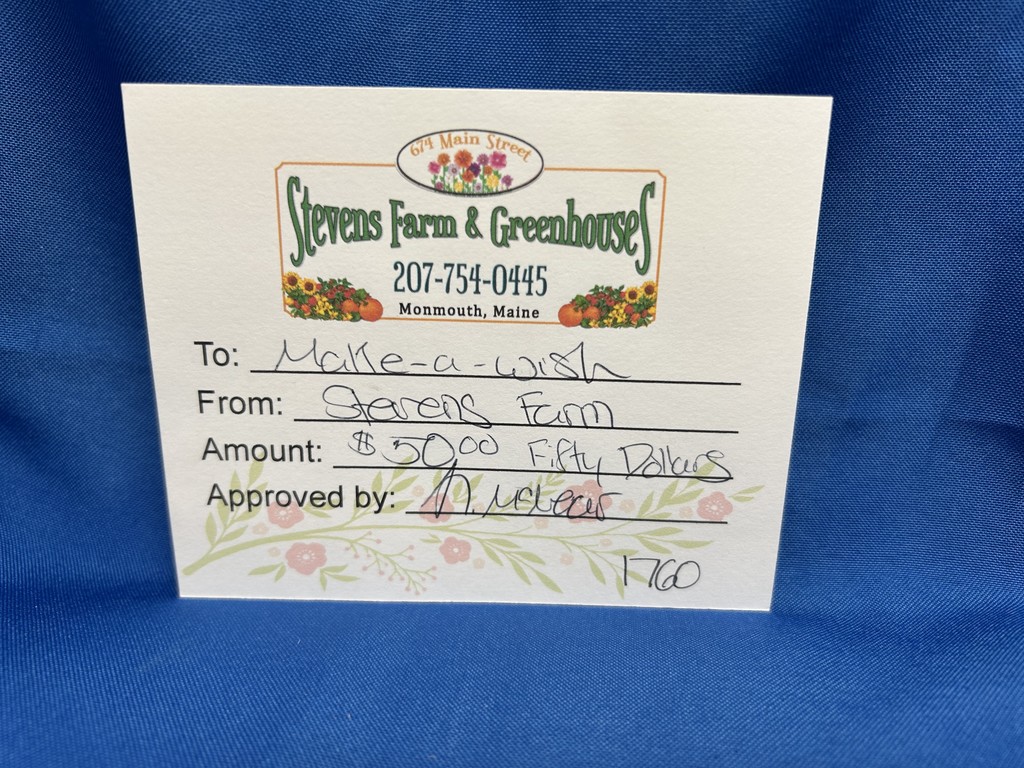 674 Main Street
Stevens Farm & Greenhouses
207-754-0445
Monmouth, Maine
To: Make-a-wish
From: Stevens Farm
Amount: $50.00 Fifty Dollars
Approved by: M.
1760